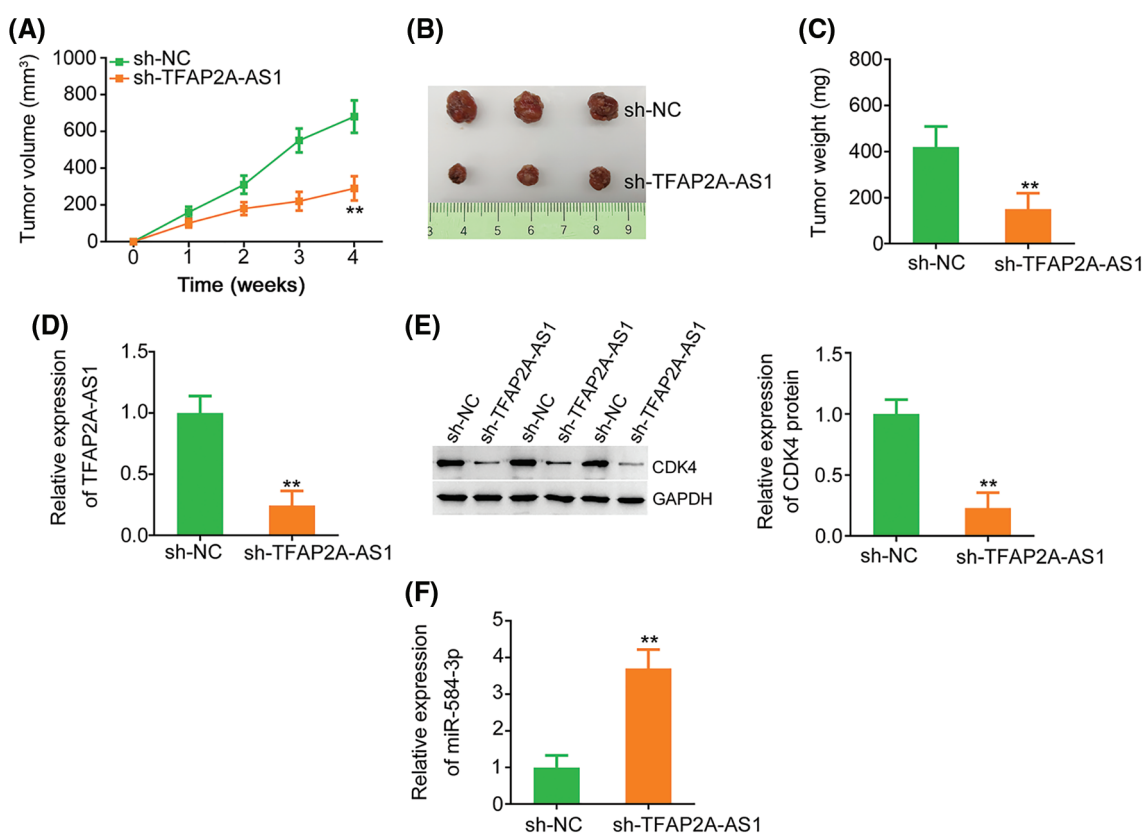 (A)
Tumor volume (mm³)
1000
800
600
400
200
0
sh-NC
sh-TFAP2A-AS1
**
0 1 2 3 4
Time (weeks)
(B)
sh-NC
sh-TFAP2A-AS1
3 4 5 6 7 8 9
(C)
Tumor weight (mg)
800
600
400
200
0
**
sh-NC sh-TFAP2A-AS1
(D)
Relative expression
of TFAP2A-AS1
1.5
1.0
0.5
0.0
**
sh-NC sh-TFAP2A-AS1
(E)
sh-NC
sh-TFAP2A-AS1
sh-NC
sh-TFAP2A-AS1
sh-NC
sh-TFAP2A-AS1
CDK4
GAPDH
Relative expression
of CDK4 protein
1.5
1.0
0.5
0.0
**
sh-NC sh-TFAP2A-AS1
(F)
Relative expression
of miR-584-3p
5
4
3
2
1
0
**
sh-NC sh-TFAP2A-AS1